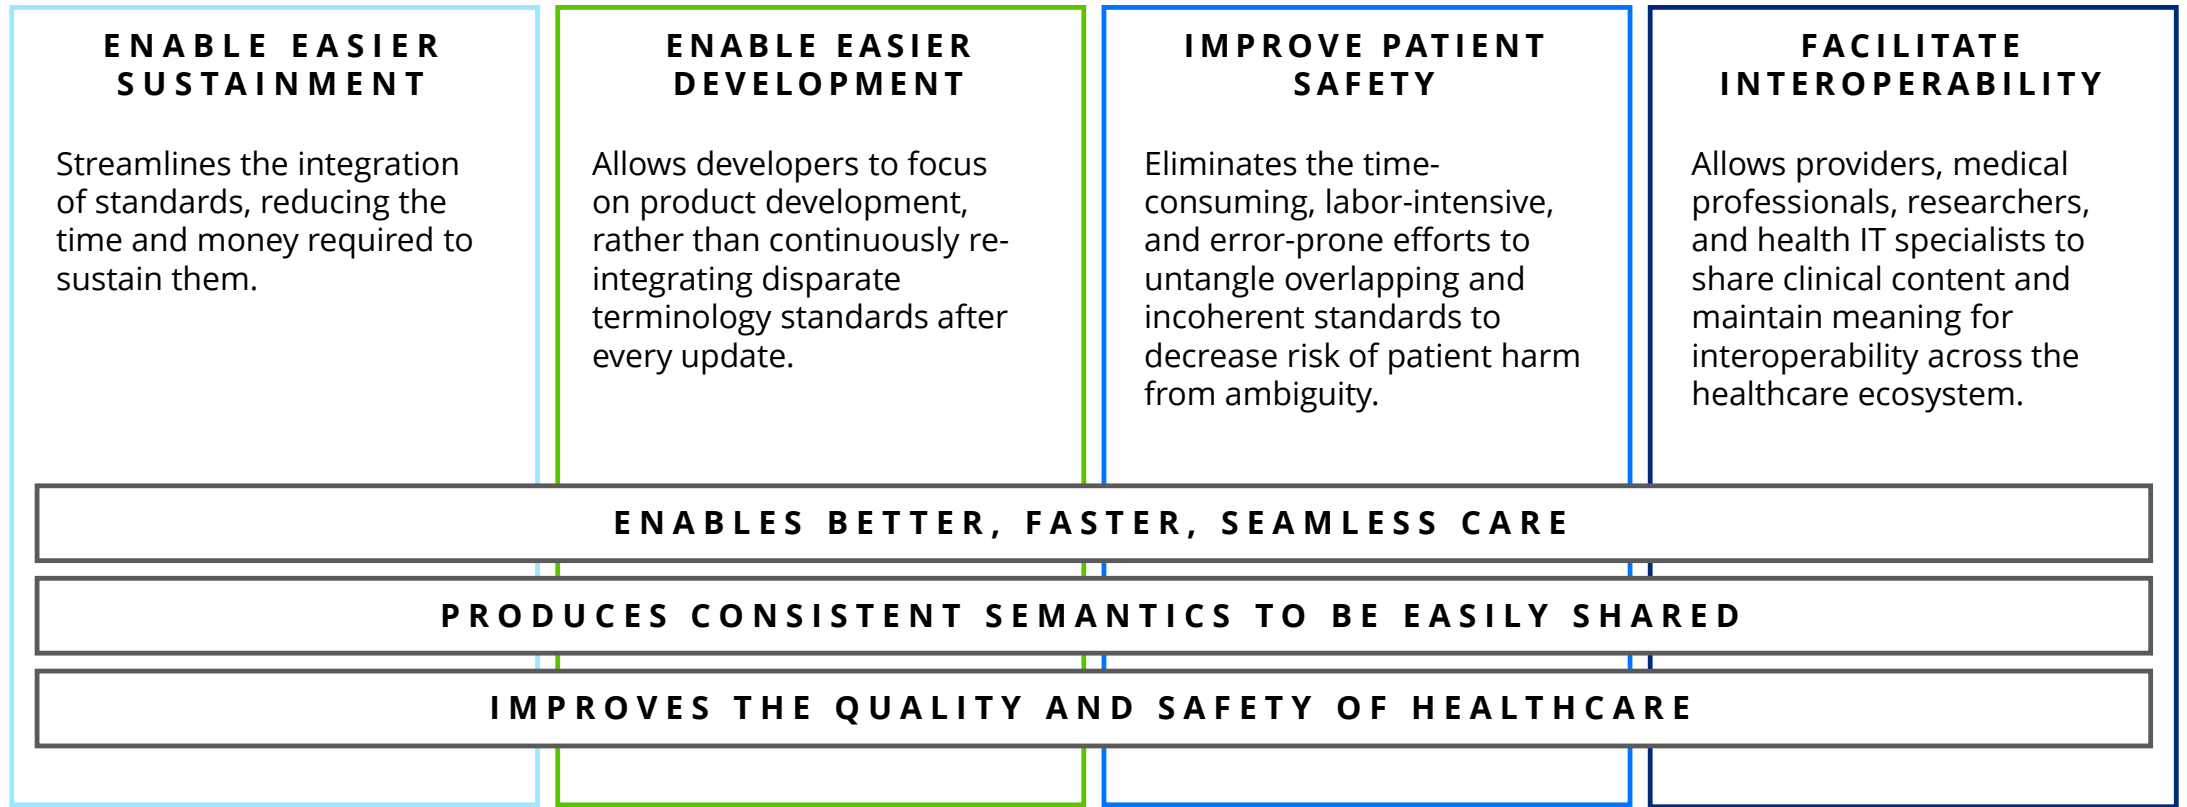 ENABLE EASIER
SUSTAINMENT
Streamlines the integration
of standards, reducing the
time and money required to
sustain them.
ENABLE EASIER
DEVELOPMENT
Allows developers to focus
on product development,
rather than continuously re-
integrating disparate
terminology standards after
every update.
IMPROVE PATIENT
SAFETY
Eliminates the time-
consuming, labor-intensive,
and error-prone efforts to
untangle overlapping and
incoherent standards to
decrease risk of patient harm
from ambiguity.
FACILITATE
INTEROPERABILITY
Allows providers, medical
professionals, researchers,
and health IT specialists to
share clinical content and
maintain meaning for
interoperability across the
healthcare ecosystem.
ENABLES BETTER, FASTER, SEAMLESS CARE
PRODUCES CONSISTENT SEMANTICS TO BE EASILY SHARED
IMPROVES THE QUALITY AND SAFETY OF HEALTHCARE